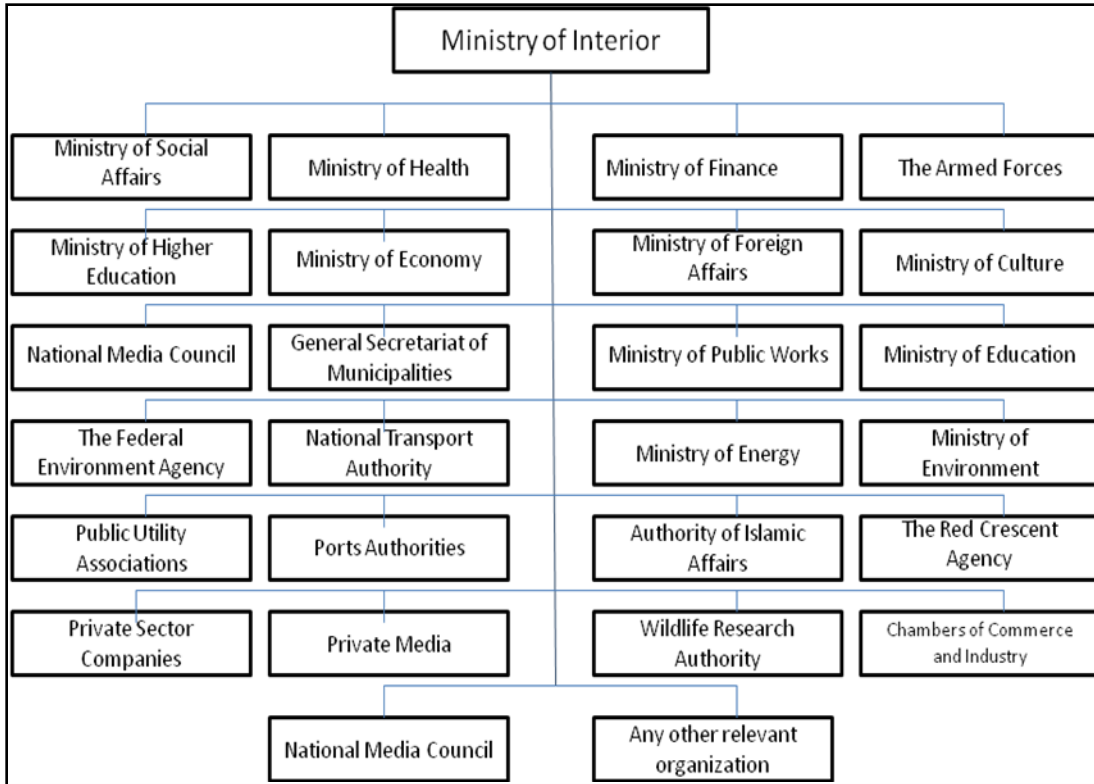 Ministry of Interior
Ministry of Social
Affairs
Ministry of Health
Ministry of Finance
The Armed Forces
Ministry of Higher
Education
Ministry of Economy
Ministry of Foreign
Affairs
Ministry of Culture
National Media Council
General Secretariat of
Municipalities
Ministry of Public Works
Ministry of Education
The Federal
Environment Agency
National Transport
Authority
Ministry of Energy
Ministry of
Environment
Public Utility
Associations
Ports Authorities
Authority of Islamic
Affairs
The Red Crescent
Agency
Private Sector
Companies
Private Media
Wildlife Research
Authority
Chambers of Commerce
and Industry
National Media Council
Any other relevant
organization